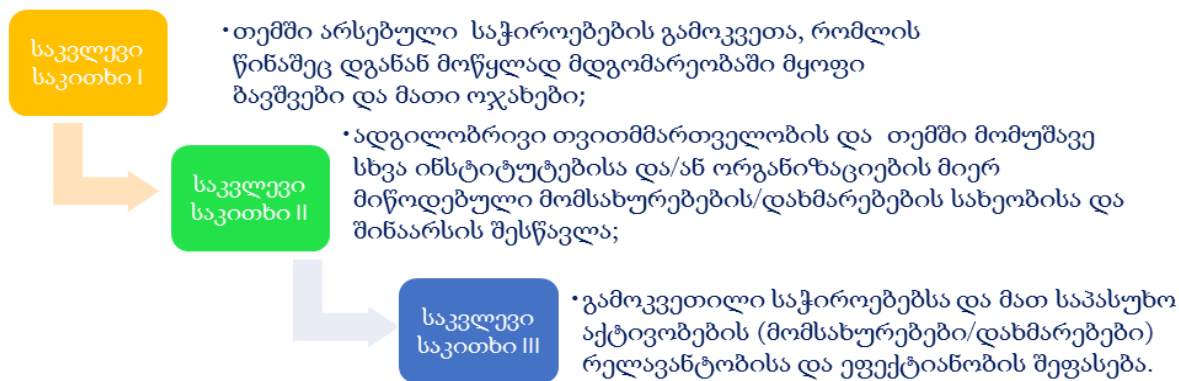 საკვლევი
საკითხი I
•თემში არსებული საჭიროებების გამოკვეთა, რომლის
წინაშეც დგანან მოწყლად მდგომარეობაში მყოფი
ბავშვები და მათი ოჯახები;
საკვლევი
საკითხი II
•ადგილობრივი თვითმმართველობის და თემში მომუშავე
სხვა ინსტიტუტებისა და/ან ორგანიზაციების მიერ
მიწოდებული მომსახურებების/დახმარებების სახეობისა და
შინაარსის შესწავლა;
საკვლევი
საკითხი III
•გამოკვეთილი საჭიროებებსა და მათ საპასუხო
აქტივობების (მომსახურებები/დახმარებები)
რელავანტობისა და ეფექტიანობის შეფასება.